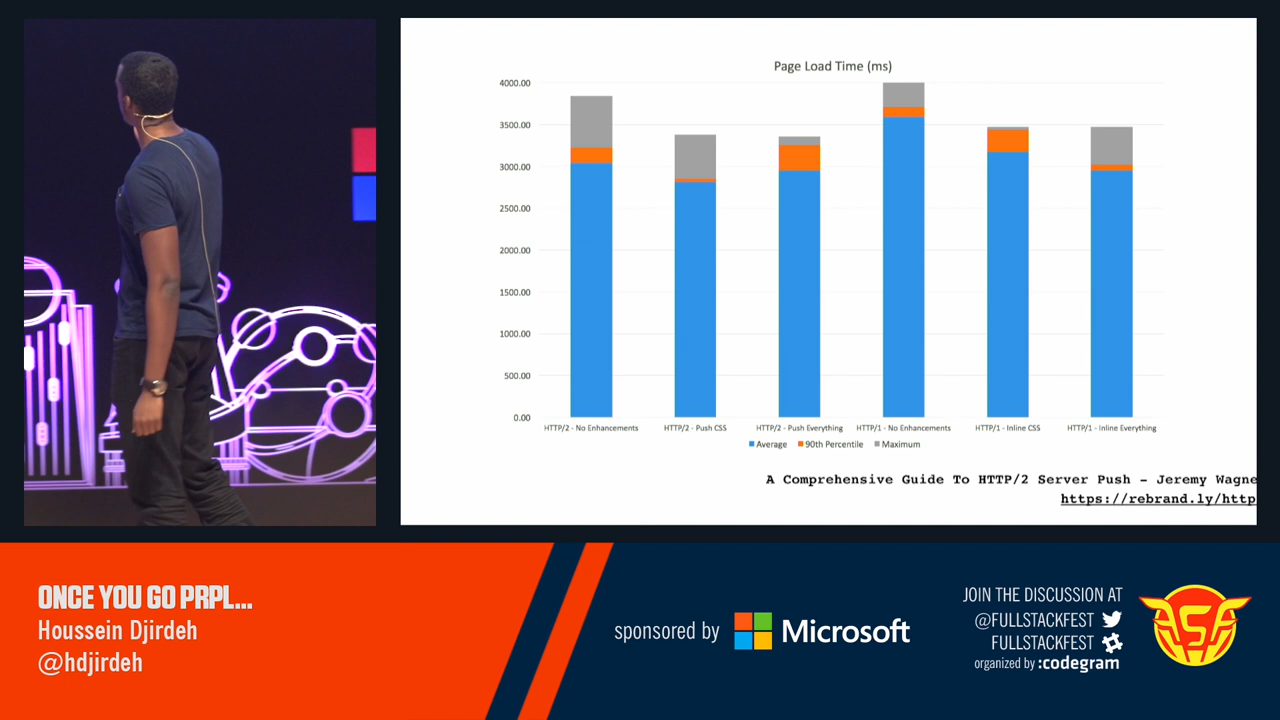 Page Load Time (ms)
4000.00
3500.00
3000.00
2500.00
2000.00
1500.00
1000.00
500.00
0.00
HTTP/2 - No Enhancements
HTTP/2 - Push CSS
HTTP/2 - Push Everything
HTTP/1 - No Enhancements
HTTP/1 - Inline CSS
HTTP/1 - Inline Everything
Average
90th Percentile
Maximum
A Comprehensive Guide To HTTP/2 Server Push - Jeremy Wagne
https://rebrand.ly/http
ONCE YOU GO PRPL...
Houssein Djirdeh
@hdjirdeh
sponsored by Microsoft
JOIN THE DISCUSSION AT
@FULLSTACKFEST
FULLSTACKFEST
organized by :codegram
FSF